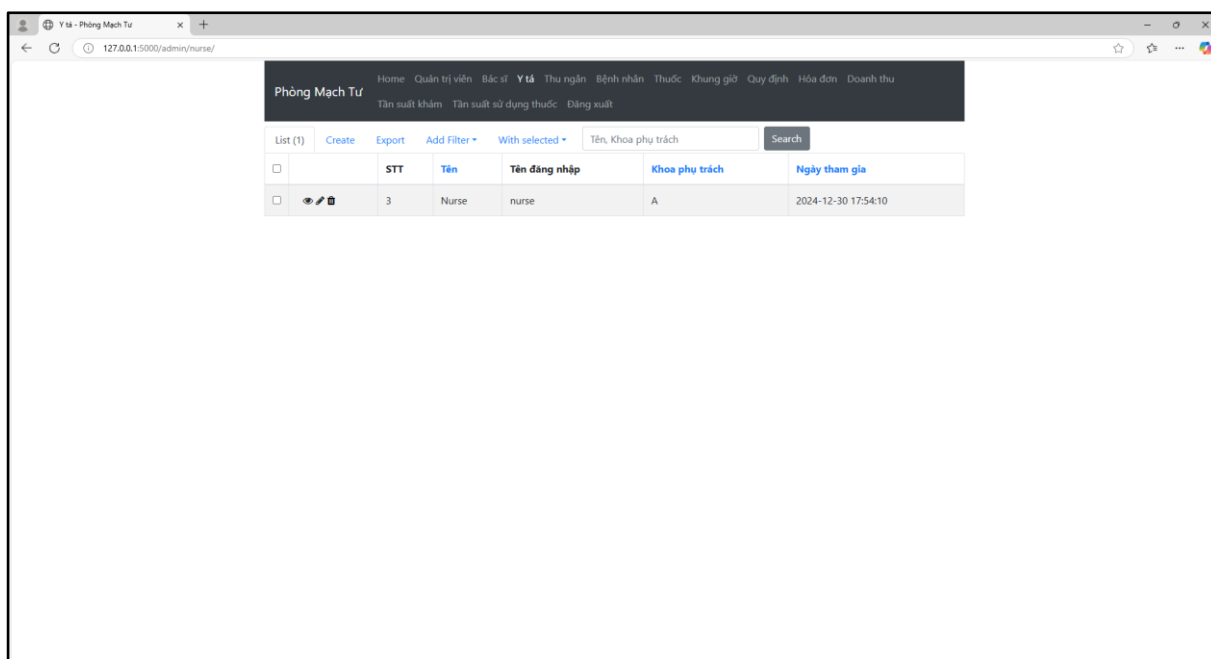 Y tá - Phòng Mạch Tư
127.0.0.1:5000/admin/nurse/
Phòng Mạch Tư
Home Quản trị viên Bác sĩ Y tá Thu ngân Bệnh nhân Thuốc Khung giờ Quy định Hóa đơn Doanh thu
Tần suất khám Tần suất sử dụng thuốc Đăng xuất
List (1) Create Export Add Filter With selected Tên, Khoa phụ trách Search
STT Tên Tên đăng nhập Khoa phụ trách Ngày tham gia
3 Nurse nurse A 2024-12-30 17:54:10